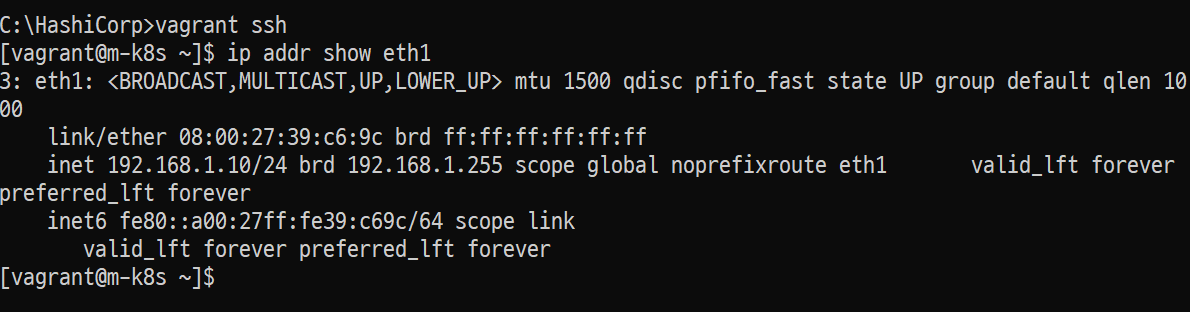 C:\HashiCorp>vagrant ssh
[vagrant@m-k8s ~]$ ip addr show eth1
3: eth1: <BROADCAST,MULTICAST,UP,LOWER_UP> mtu 1500 qdisc pfifo_fast state UP group default qlen 10
00
    link/ether 08:00:27:39:c6:9c brd ff:ff:ff:ff:ff:ff
    inet 192.168.1.10/24 brd 192.168.1.255 scope global noprefixroute eth1       valid_lft forever
preferred_lft forever
    inet6 fe80::a00:27ff:fe39:c69c/64 scope link
       valid_lft forever preferred_lft forever
[vagrant@m-k8s ~]$